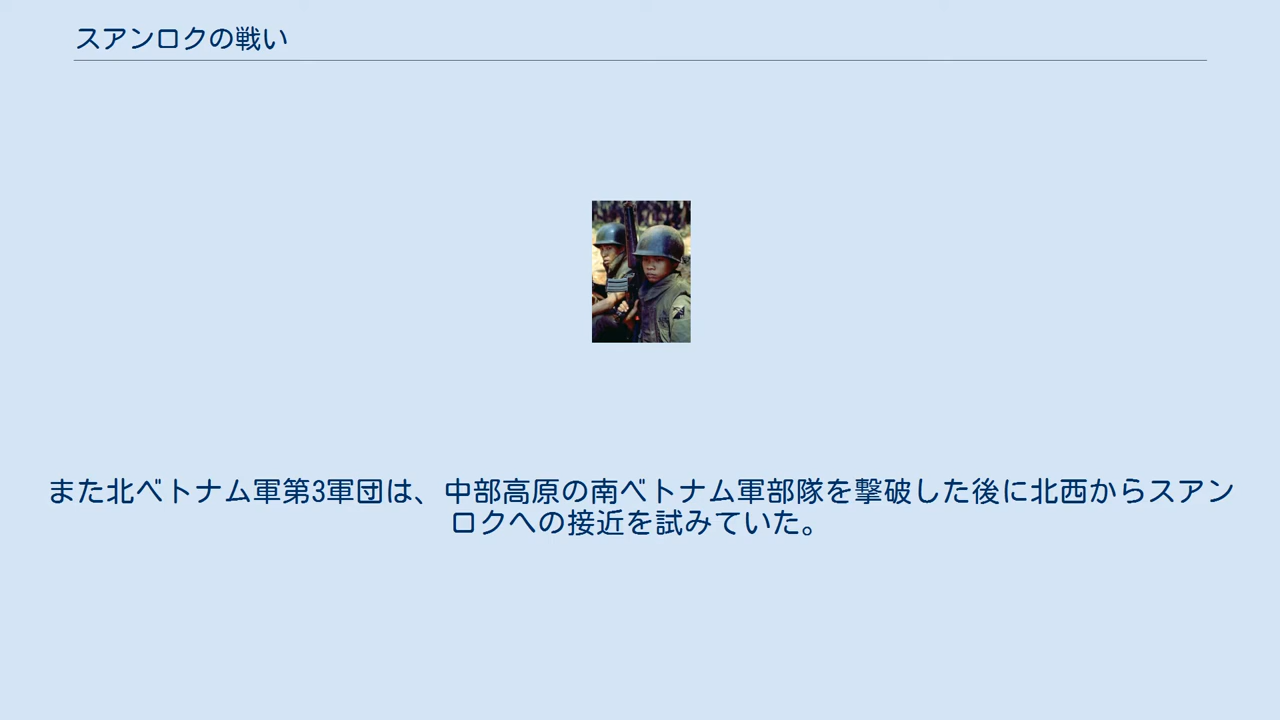 スアンロクの戦い
また北ベトナム軍第3軍団は、中部高原の南ベトナム軍部隊を撃破した後に北西からスアン
ロクへの接近を試みていた。